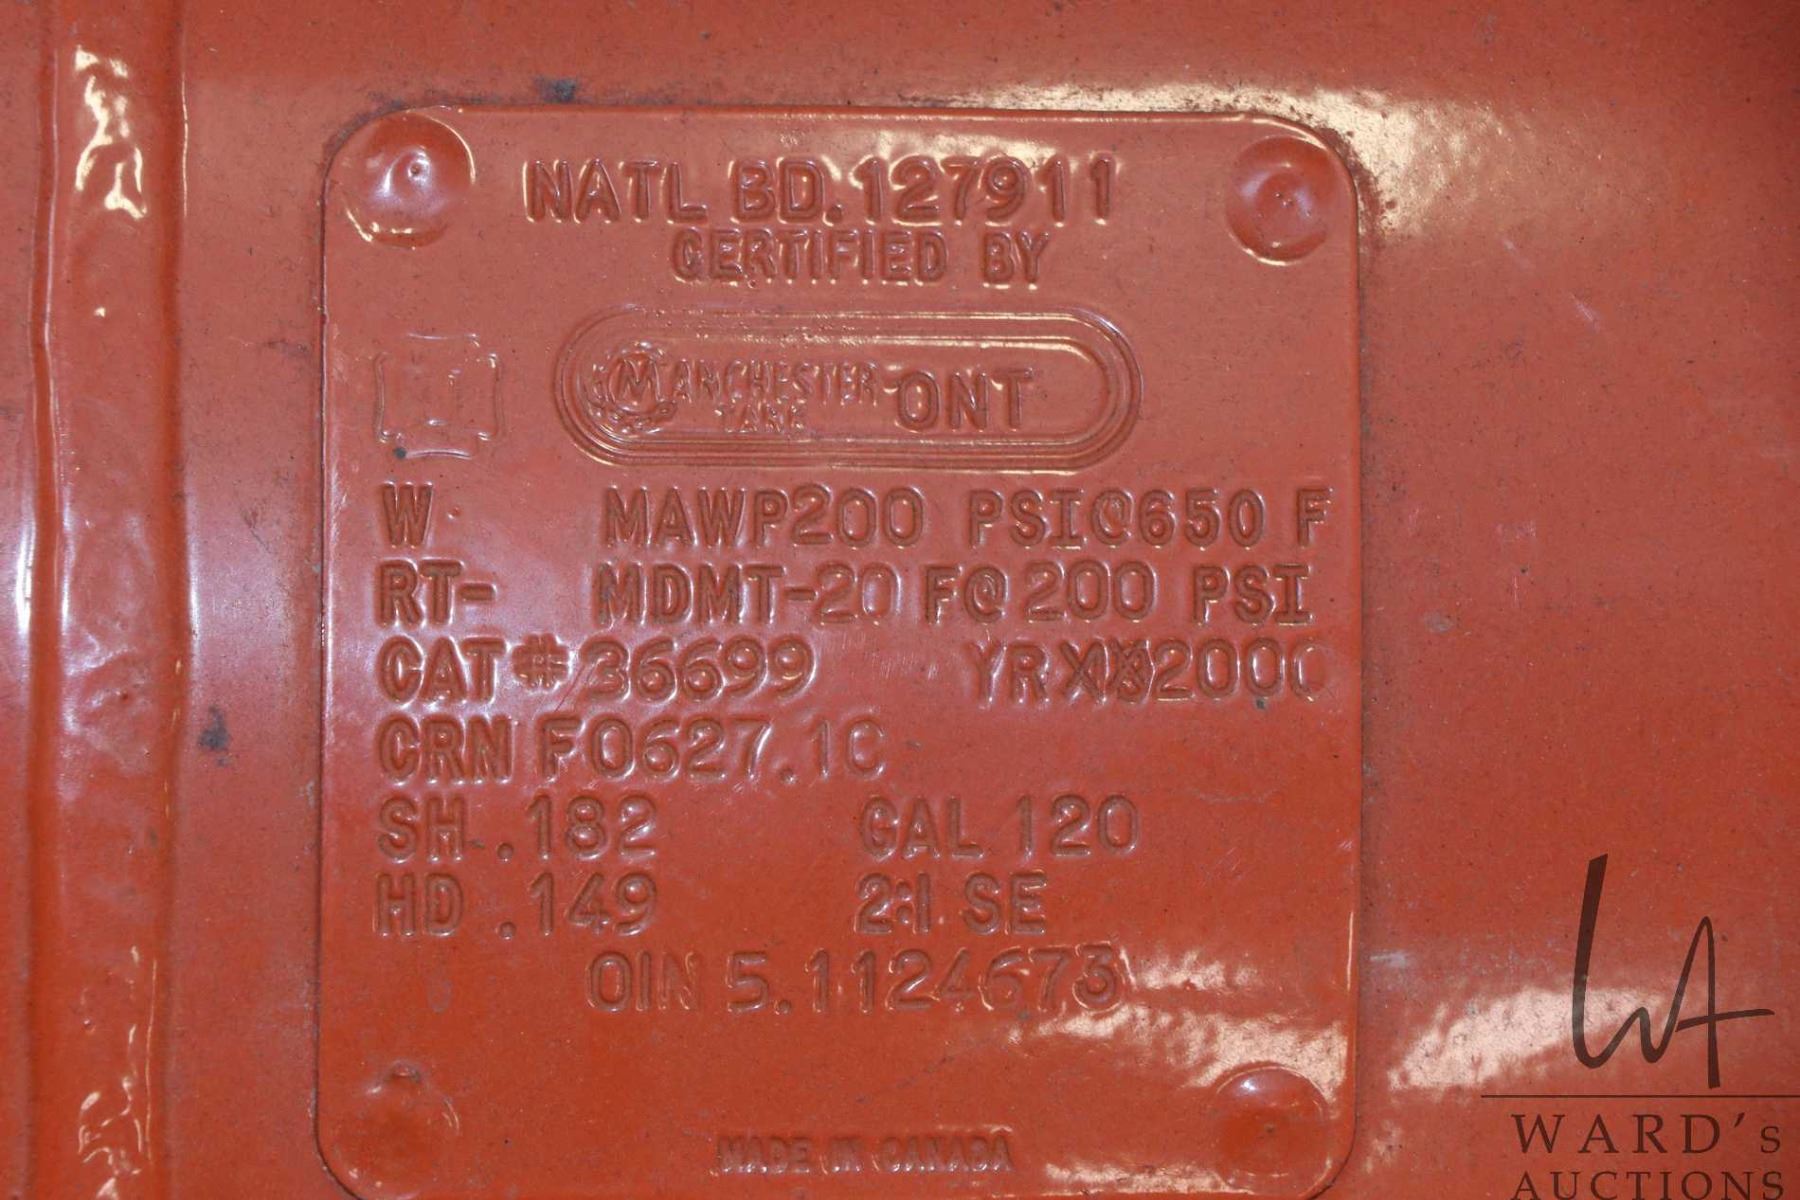 NATL BD.127911
CERTIFIED BY
MANCHESTER-ONT
TANK
W MAWP200 PSI@650 F
RT- MDMT-20 F@ 200 PSI
CAT # 36699 YR 2000
CRN F0627.1C
SH .182 GAL 120
HD .149 2:1 SE
OIN 5.1124673
MADE IN CANADA
WARD's
AUCTIONS